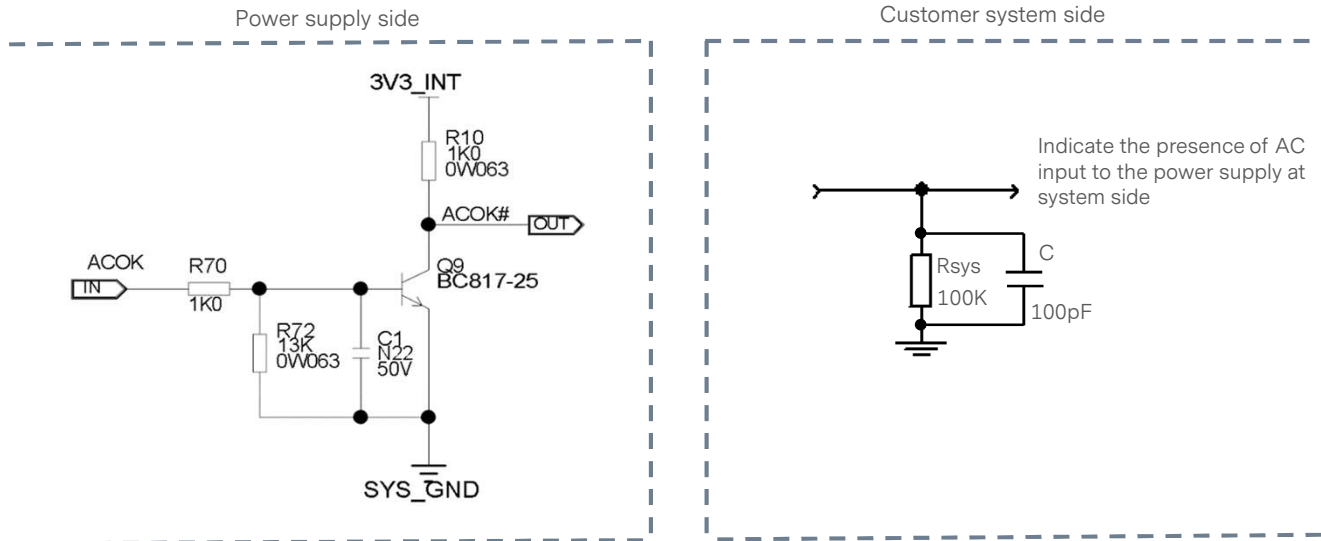 Power supply side
Customer system side
3V3_INT
R10
1K0
0W063
ACOK#
OUT
Q9
BC817-25
ACOK
IN
R70
1K0
R72
13K
0W063
C1
N22
50V
SYS_GND
Indicate the presence of AC
input to the power supply at
system side
Rsys
100K
C
100pF